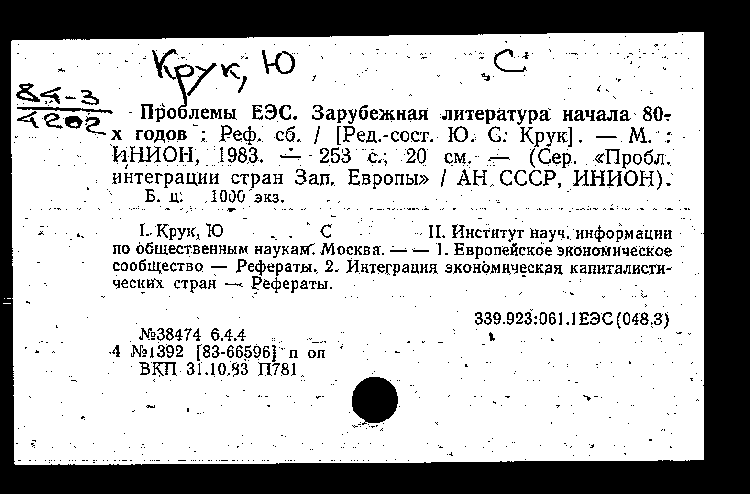 Крук, Ю С
84-3
4202
Проблемы ЕЭС. Зарубежная литература начала 80-
х годов : Реф. сб. / [Ред.-сост. Ю. С. Крук]. — М. :
ИНИОН, 1983. — 253 с.; 20 см. — (Сер. «Пробл.
интеграции стран Зап. Европы» / АН СССР, ИНИОН).
Б. ц. 1000 экз.
I. Крук, Ю С II. Институт науч. информации
по общественным наукам. Москва. — — 1. Европейское экономическое
сообщество — Рефераты. 2. Интеграция экономическая капиталисти-
ческих стран — Рефераты.
339.923:061.1ЕЭС(048.3)
№38474 6.4.4
4 №1392 [83-66596] п оп
ВКП 31.10.83 П781